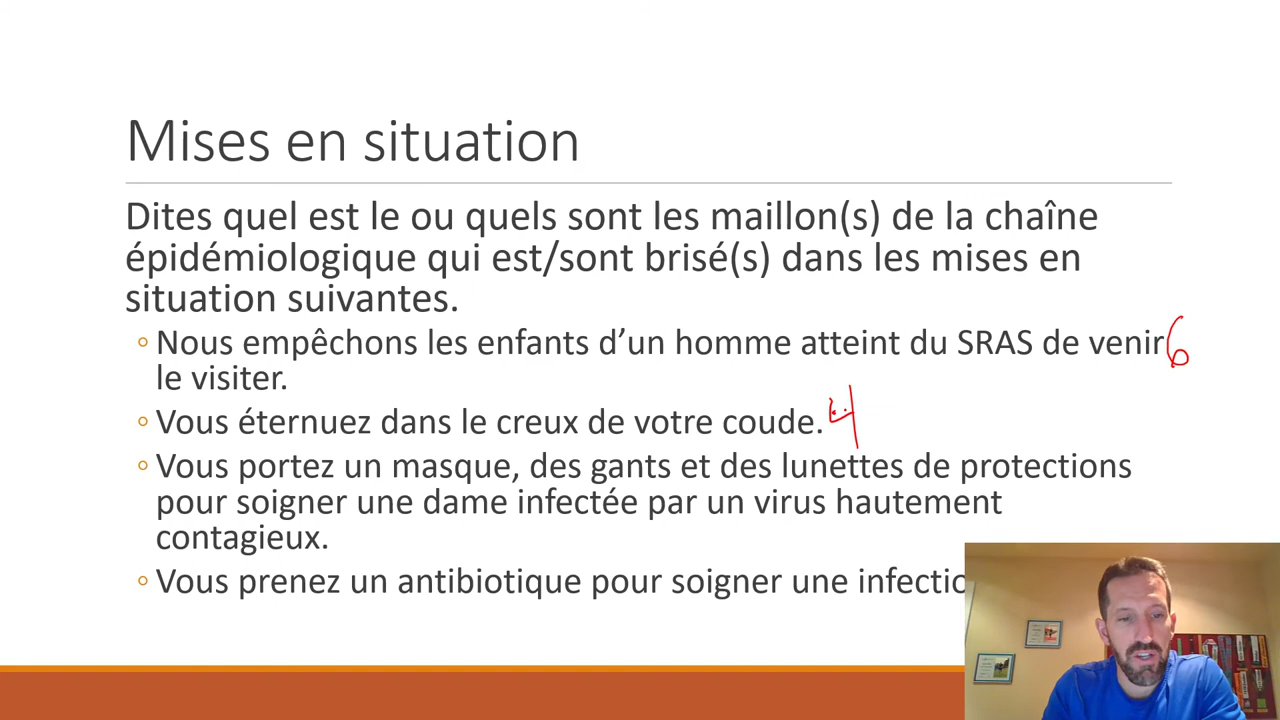 Mises en situation
Dites quel est le ou quels sont les maillon(s) de la chaîne
épidémiologique qui est/sont brisé(s) dans les mises en
situation suivantes.
◦ Nous empêchons les enfants d’un homme atteint du SRAS de venir 6
le visiter.
◦ Vous éternuez dans le creux de votre coude. 4
◦ Vous portez un masque, des gants et des lunettes de protections
pour soigner une dame infectée par un virus hautement
contagieux.
◦ Vous prenez un antibiotique pour soigner une infectio